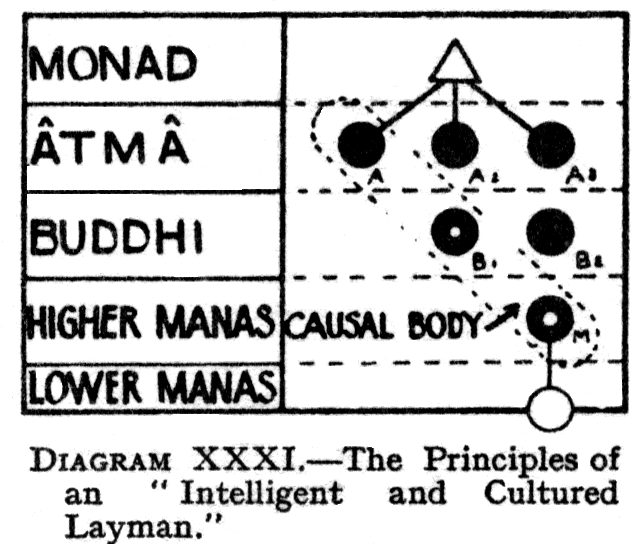 MONAD
ÂTMÂ
A
A2
A3
BUDDHI
B1
B2
HIGHER MANAS
CAUSAL BODY
M
LOWER MANAS
DIAGRAM XXXI.—The Principles of
an "Intelligent and Cultured
Layman."